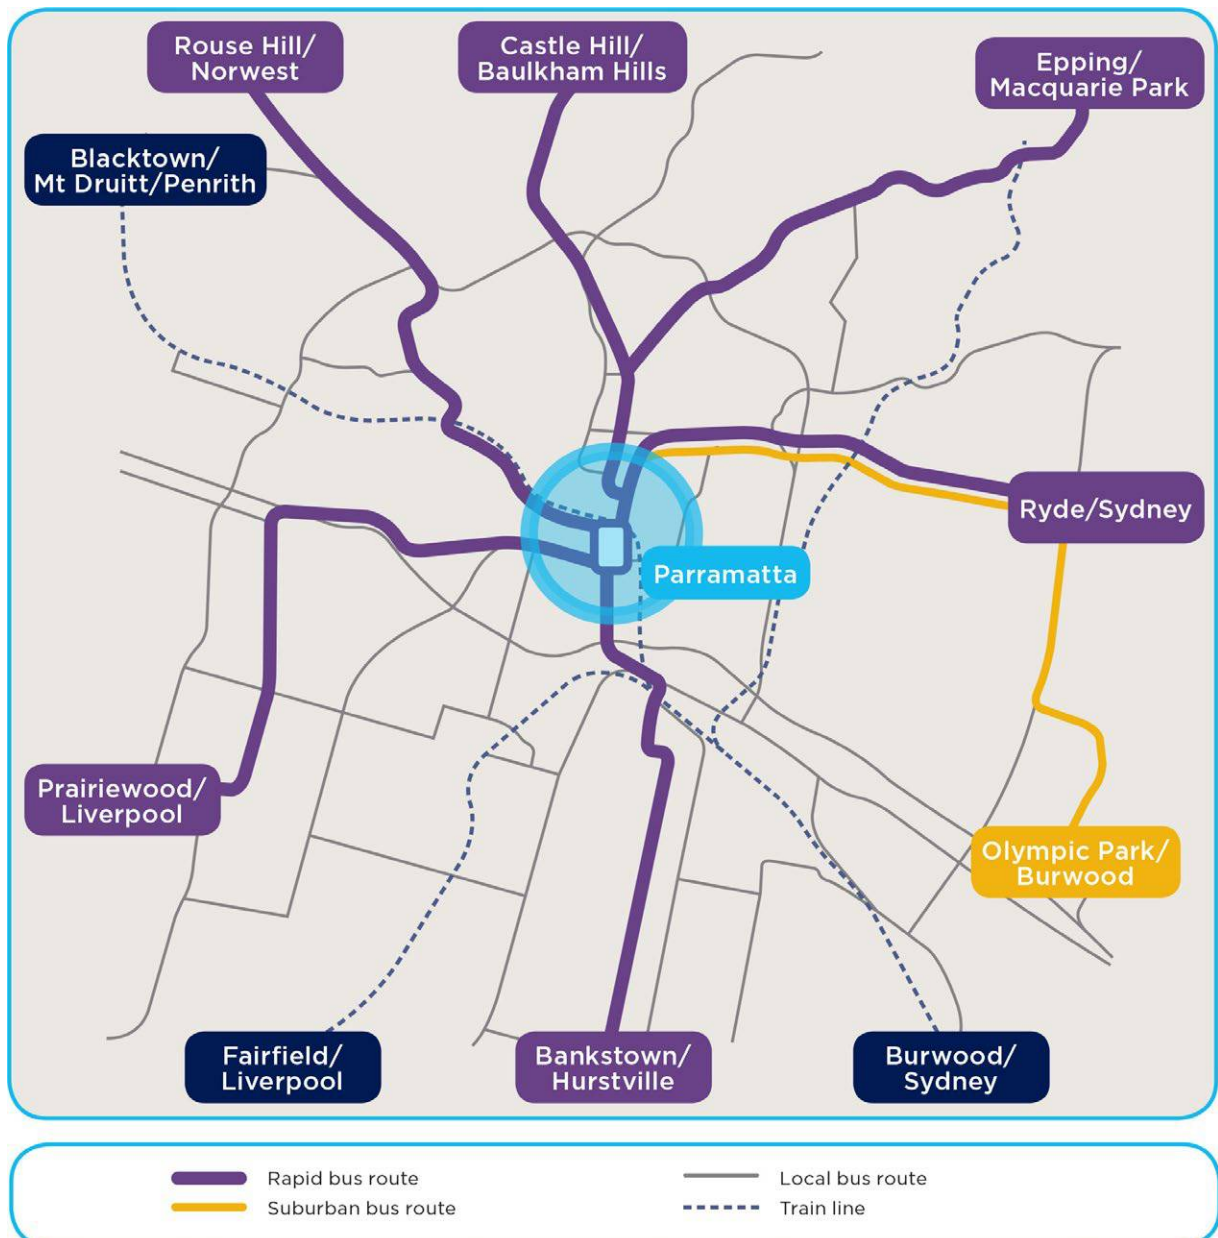 Rouse Hill/
Norwest
Castle Hill/
Baulkham Hills
Epping/
Macquarie Park
Blacktown/
Mt Druitt/Penrith
Ryde/Sydney
Parramatta
Prairiewood/
Liverpool
Olympic Park/
Burwood
Fairfield/
Liverpool
Bankstown/
Hurstville
Burwood/
Sydney
Rapid bus route
Local bus route
Suburban bus route
Train line